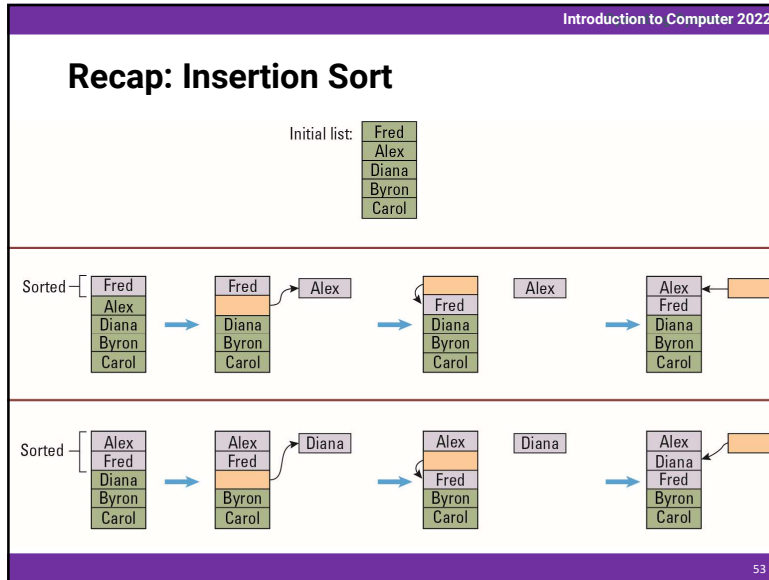 Introduction to Computer 2022
Recap: Insertion Sort
Initial list:
Fred
Alex
Diana
Byron
Carol
Sorted
Fred
Alex
Diana
Byron
Carol
Fred
Diana
Byron
Carol
Alex
Fred
Diana
Byron
Carol
Alex
Alex
Fred
Diana
Byron
Carol
Sorted
Alex
Fred
Diana
Byron
Carol
Alex
Fred
Byron
Carol
Diana
Alex
Fred
Byron
Carol
Diana
Alex
Diana
Fred
Byron
Carol
53